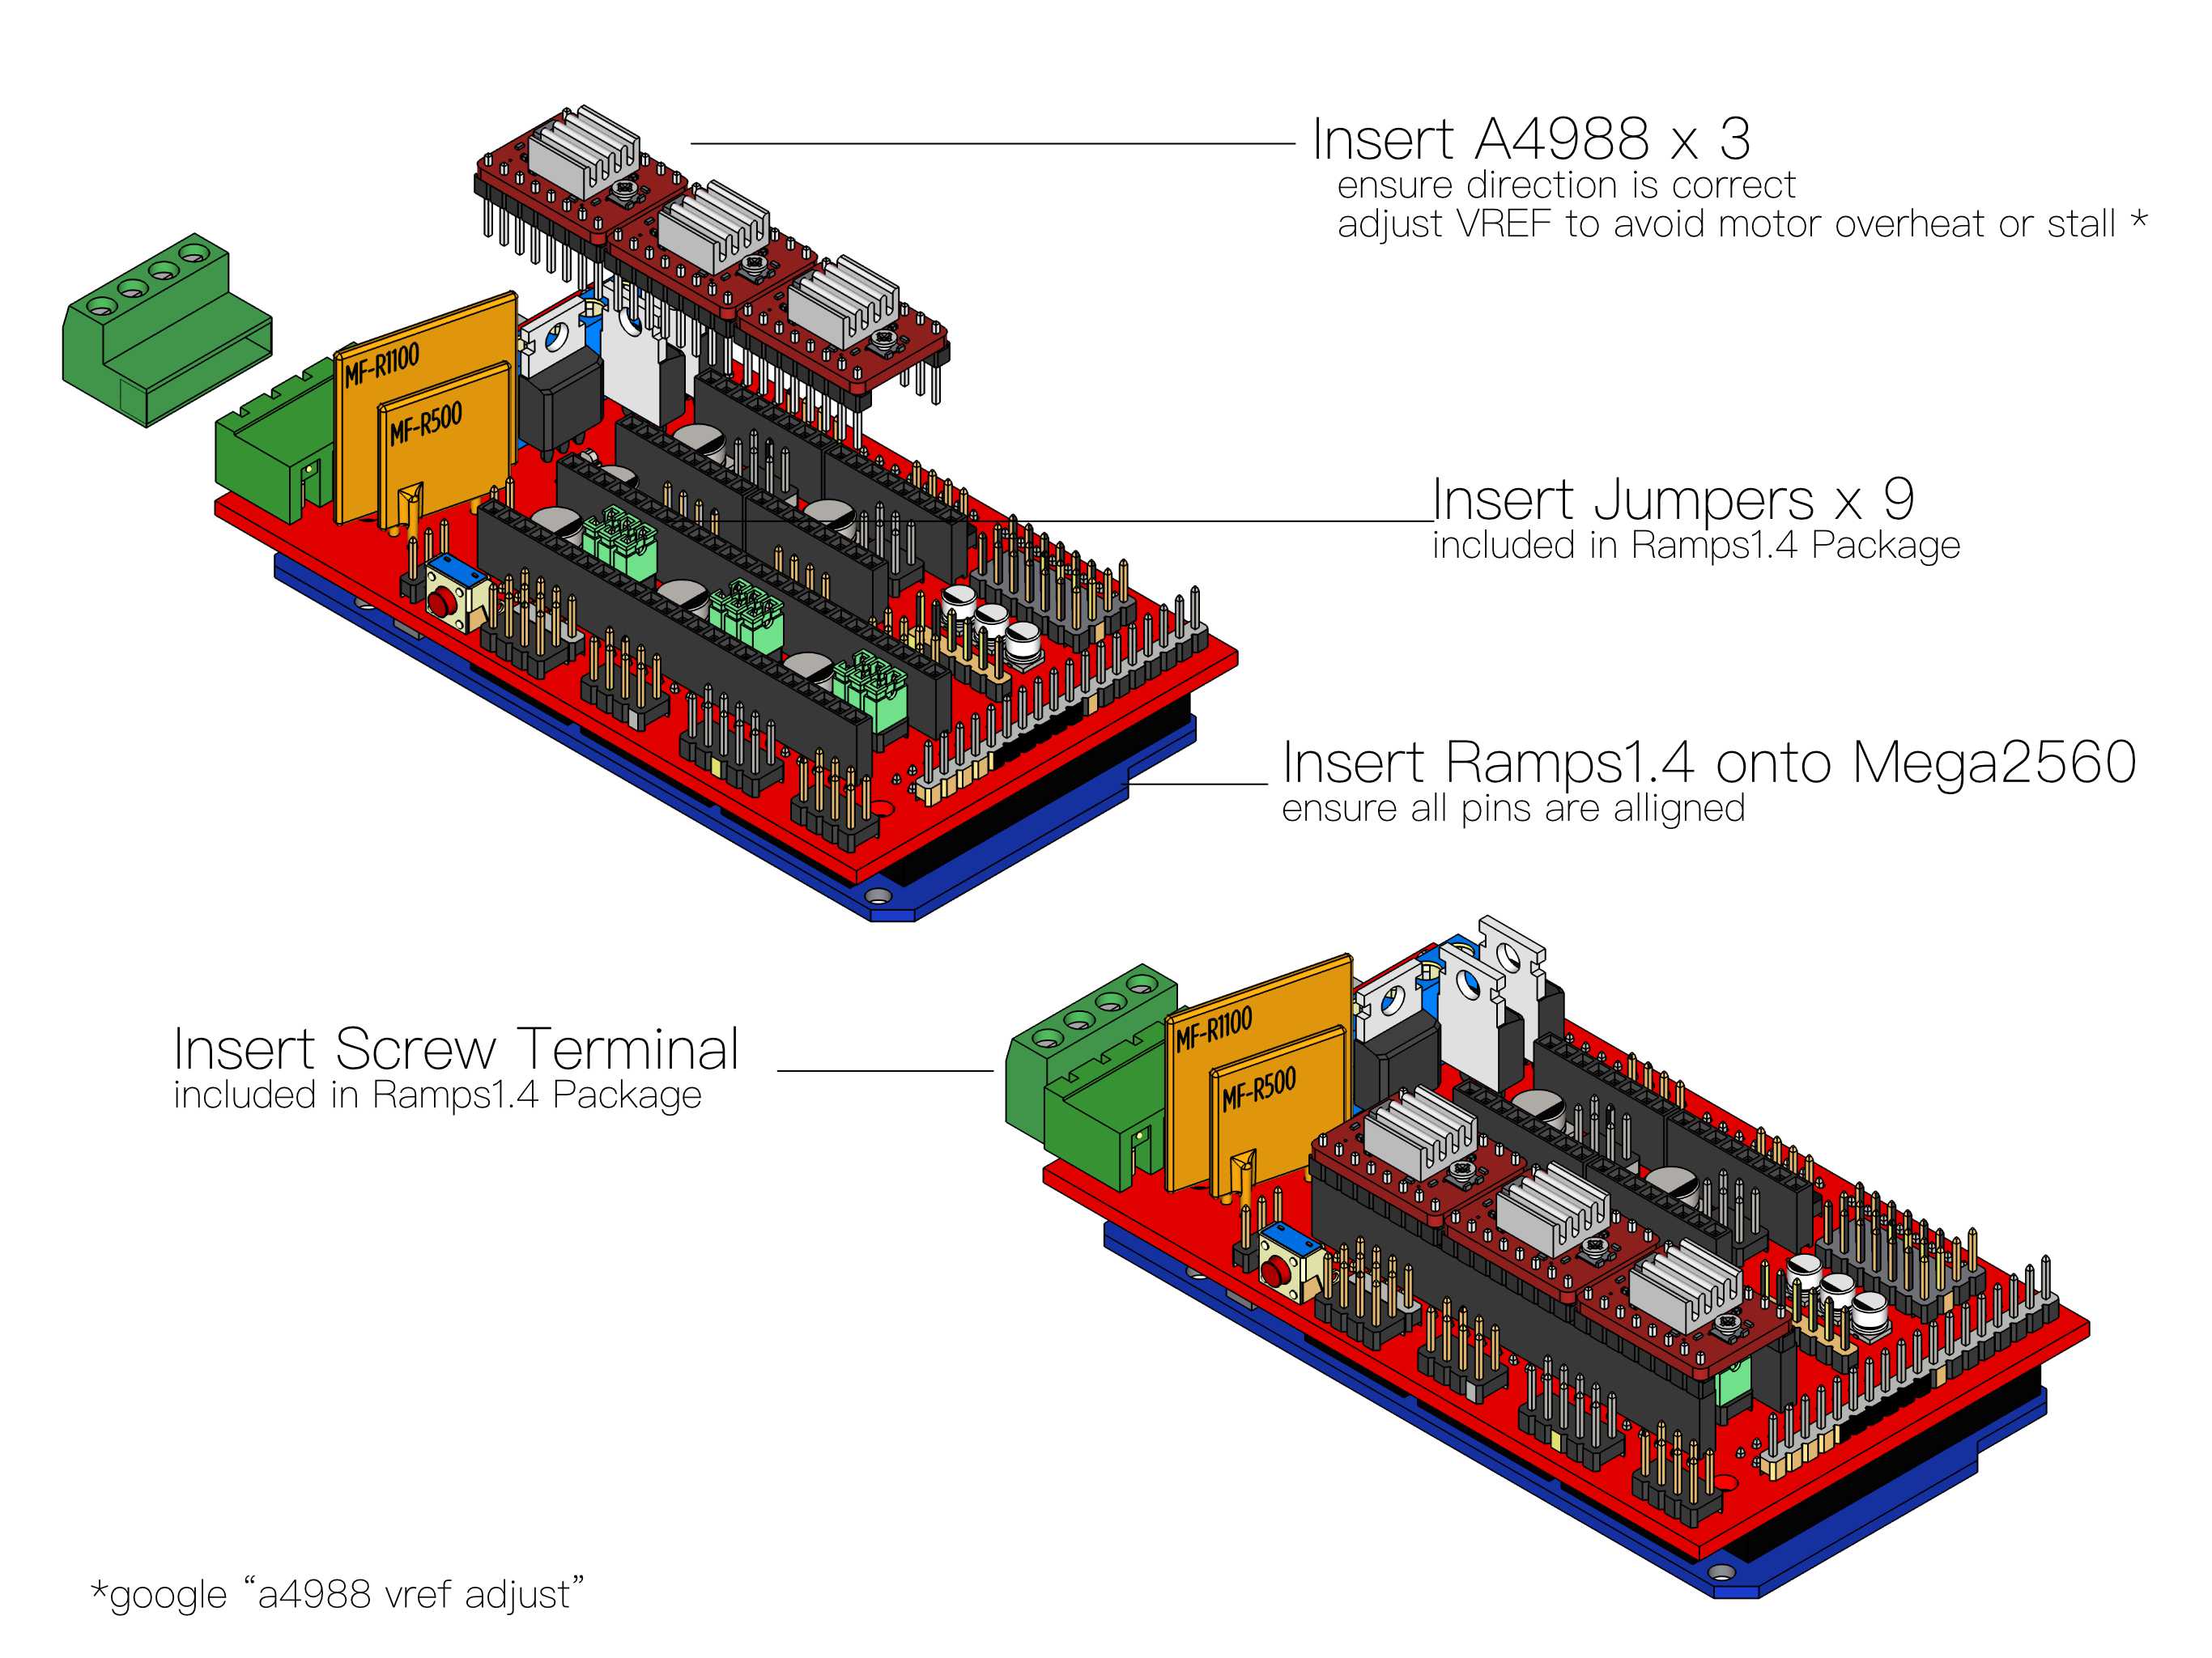 Insert A4988 x 3
ensure direction is correct
adjust VREF to avoid motor overheat or stall *
MF-R1100
MF-R500
Insert Jumpers x 9
included in Ramps1.4 Package
Insert Ramps1.4 onto Mega2560
ensure all pins are alligned
Insert Screw Terminal
included in Ramps1.4 Package
MF-R1100
MF-R500
*google “a4988 vref adjust”